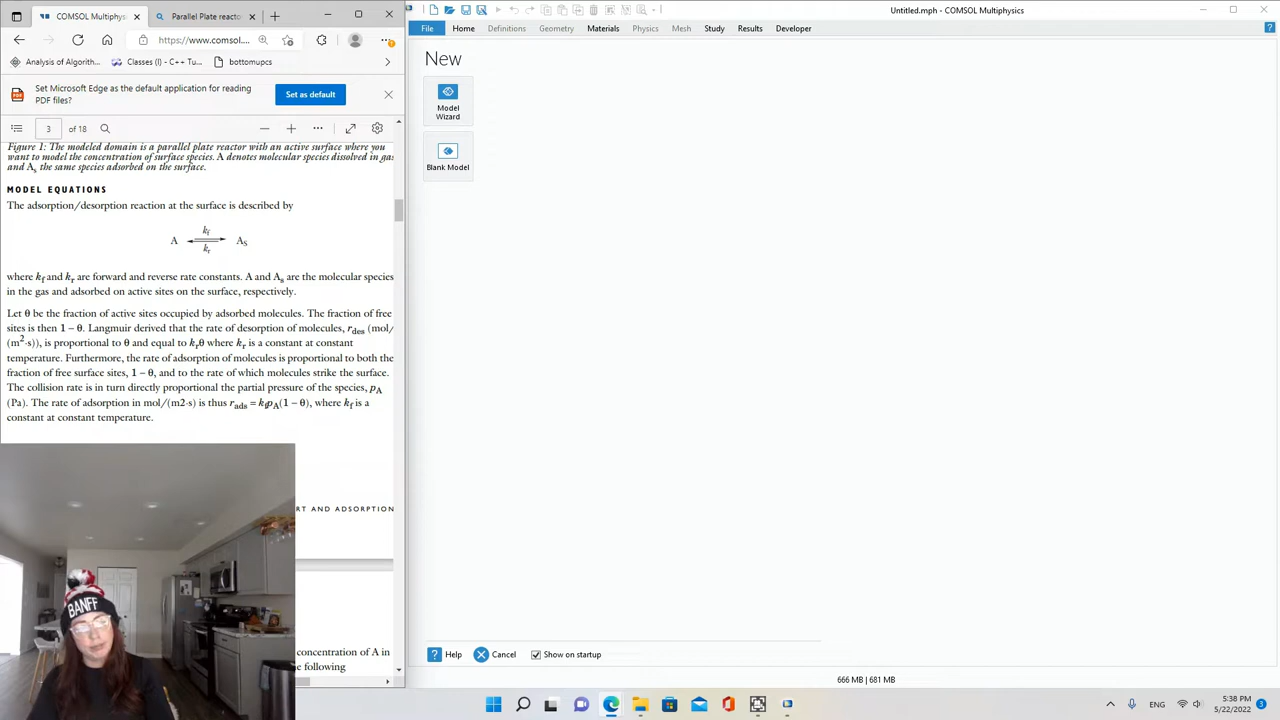 COMSOL Multiphysics
Parallel Plate reacto
Untitled.mph - COMSOL Multiphysics
https://www.comsol...
File Home Definitions Geometry Materials Physics Mesh Study Results Developer
Analysis of Algorith... Classes (I) - C++ Tu... bottomupcs
Set Microsoft Edge as the default application for reading
PDF files?
Set as default
3 of 18
New
Model
Wizard
Blank Model
Figure 1: The modeled domain is a parallel plate reactor with an active surface where you
want to model the concentration of surface species. A denotes molecular species dissolved in gas
and As the same species adsorbed on the surface.
MODEL EQUATIONS
The adsorption/desorption reaction at the surface is described by
kf
A AS
kr
where kf and kr are forward and reverse rate constants. A and As are the molecular species
in the gas and adsorbed on active sites on the surface, respectively.
Let θ be the fraction of active sites occupied by adsorbed molecules. The fraction of free
sites is then 1 − θ. Langmuir derived that the rate of desorption of molecules, rdes (mol/
(m2·s)), is proportional to θ and equal to krθ where kr is a constant at constant
temperature. Furthermore, the rate of adsorption of molecules is proportional to both the
fraction of free surface sites, 1 − θ, and to the rate of which molecules strike the surface.
The collision rate is in turn directly proportional the partial pressure of the species, pA
(Pa). The rate of adsorption in mol/(m2·s) is thus rads = kfpA(1 − θ), where kf is a
constant at constant temperature.
RT AND ADSORPTION
concentration of A in
e following
BANFF
Help Cancel Show on startup
666 MB | 681 MB
ENG
5:38 PM
5/22/2022
3